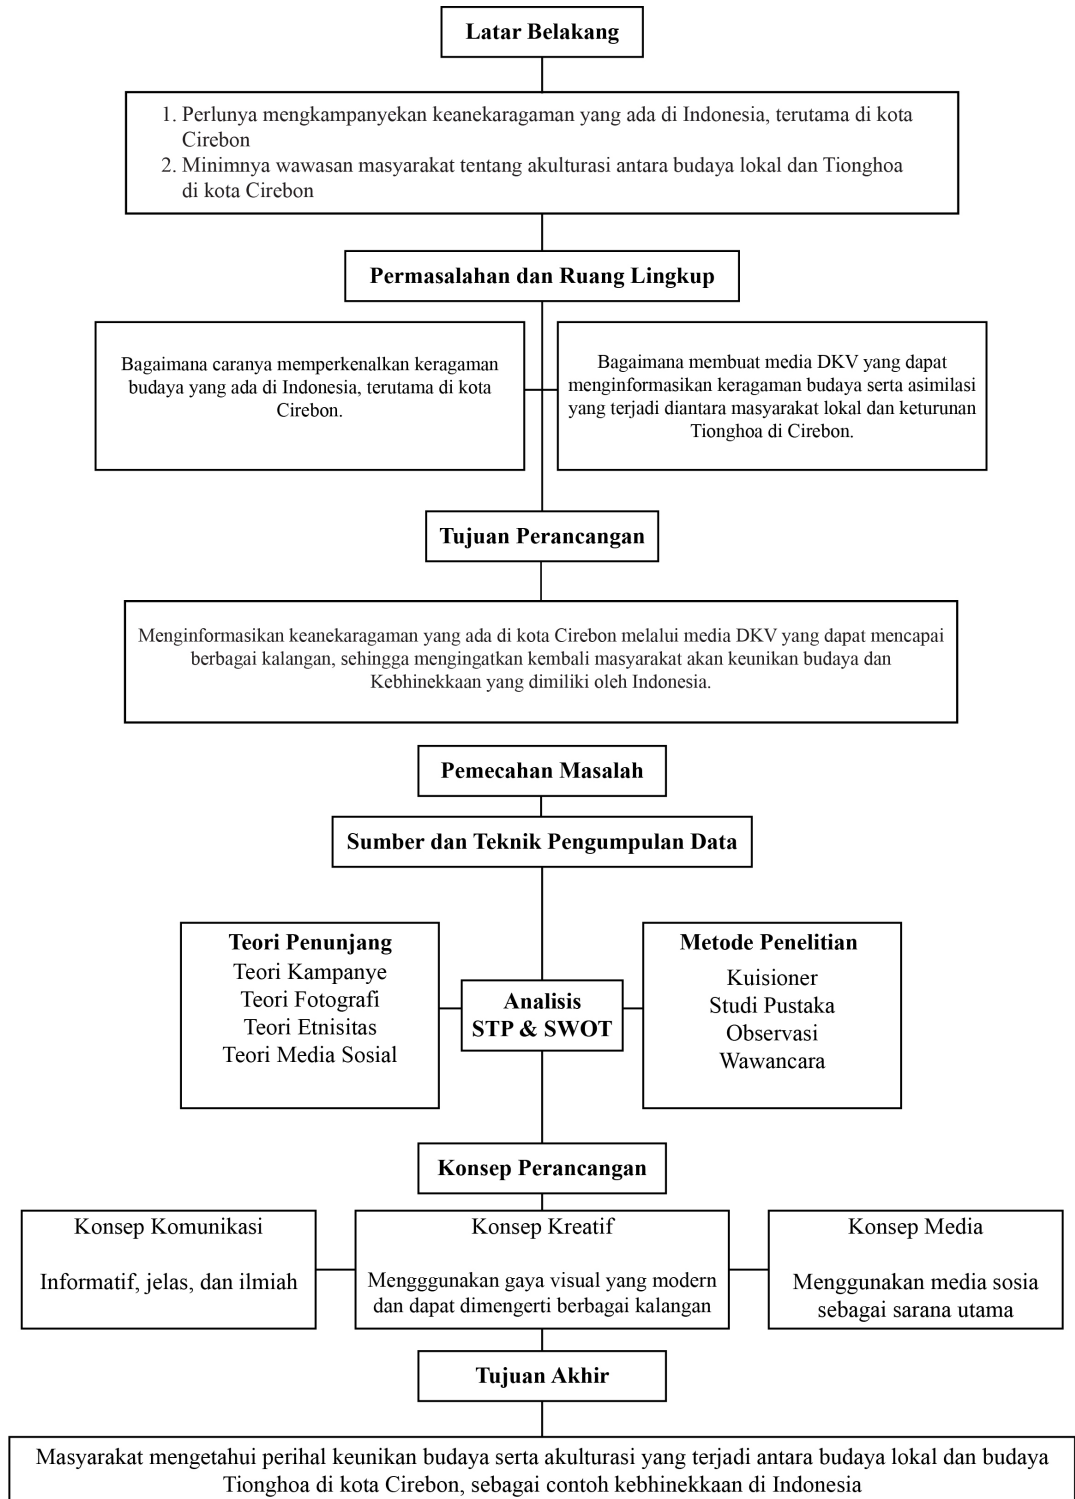 Latar Belakang
1. Perlunya mengkampanyekan keanekaragaman yang ada di Indonesia, terutama di kota
Cirebon
2. Minimnya wawasan masyarakat tentang akulturasi antara budaya lokal dan Tionghoa
di kota Cirebon
Permasalahan dan Ruang Lingkup
Bagaimana caranya memperkenalkan keragaman
budaya yang ada di Indonesia, terutama di kota
Cirebon.
Bagaimana membuat media DKV yang dapat
menginformasikan keragaman budaya serta asimilasi
yang terjadi diantara masyarakat lokal dan keturunan
Tionghoa di Cirebon.
Tujuan Perancangan
Menginformasikan keanekaragaman yang ada di kota Cirebon melalui media DKV yang dapat mencapai
berbagai kalangan, sehingga mengingatkan kembali masyarakat akan keunikan budaya dan
Kebhinekkaan yang dimiliki oleh Indonesia.
Pemecahan Masalah
Sumber dan Teknik Pengumpulan Data
Teori Penunjang
Teori Kampanye
Teori Fotografi
Teori Etnisitas
Teori Media Sosial
Analisis
STP & SWOT
Metode Penelitian
Kuisioner
Studi Pustaka
Observasi
Wawancara
Konsep Perancangan
Konsep Komunikasi
Informatif, jelas, dan ilmiah
Konsep Kreatif
Mengggunakan gaya visual yang modern
dan dapat dimengerti berbagai kalangan
Konsep Media
Menggunakan media sosia
sebagai sarana utama
Tujuan Akhir
Masyarakat mengetahui perihal keunikan budaya serta akulturasi yang terjadi antara budaya lokal dan budaya
Tionghoa di kota Cirebon, sebagai contoh kebhinekkaan di Indonesia